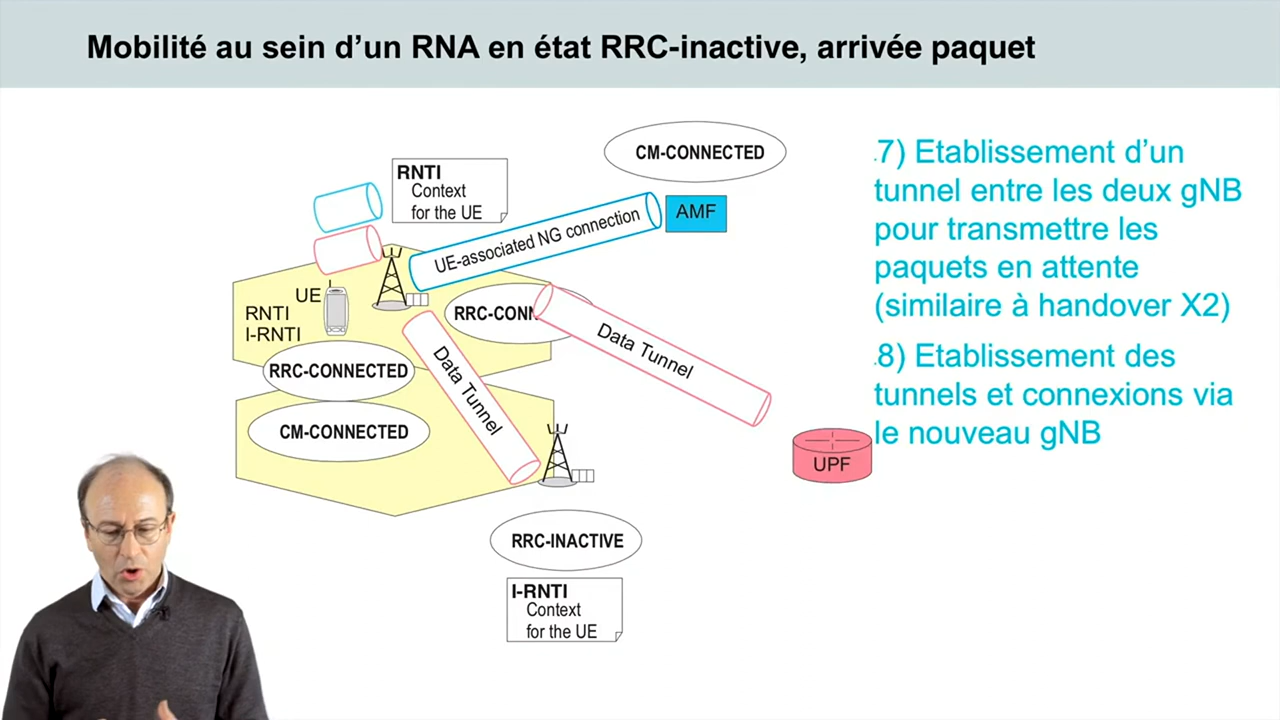 Mobilité au sein d’un RNA en état RRC-inactive, arrivée paquet
CM-CONNECTED
RNTI
Context
for the UE
AMF
UE-associated NG connection
UE
RNTI
I-RNTI
RRC-CONN
Data Tunnel
RRC-CONNECTED
Data Tunnel
CM-CONNECTED
UPF
RRC-INACTIVE
I-RNTI
Context
for the UE
7) Etablissement d’un
tunnel entre les deux gNB
pour transmettre les
paquets en attente
(similaire à handover X2)
8) Etablissement des
tunnels et connexions via
le nouveau gNB